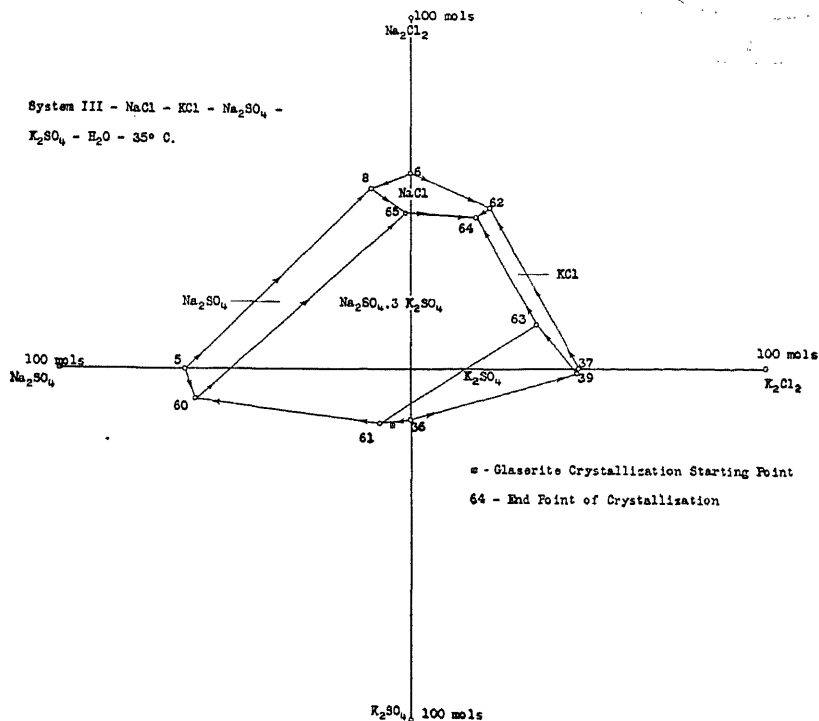 100 mols
Na₂Cl₂
System III - NaCl - KCl - Na₂SO₄ -
K₂SO₄ - H₂O - 35° C.
6
8
NaCl
62
65
64
KCl
Na₂SO₄
Na₂SO₄.3 K₂SO₄
63
100 mols
5
37
100 mols
Na₂SO₄
K₂SO₄
39
K₂Cl₂
60
61
36
- Glaserite Crystallization Starting Point
64 - End Point of Crystallization
K₂SO₄
100 mols